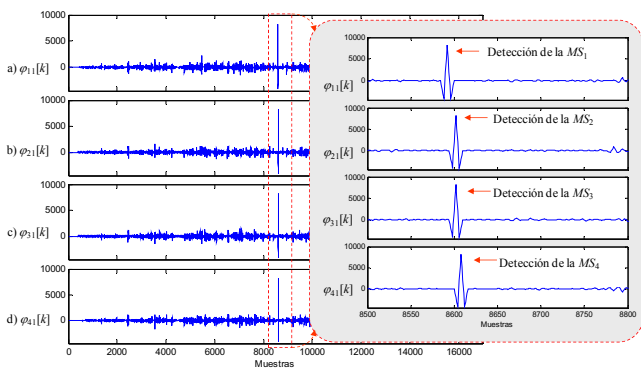 10000
5000
0
a) φ11[k]
10000
5000
0
b) φ21[k]
10000
5000
0
c) φ31[k]
10000
5000
0
d) φ41[k]
0 2000 4000 6000 8000 10000 12000 14000 16000
Muestras
10000
5000
0
φ11[k]
Detección de la MS1
10000
5000
0
φ21[k]
Detección de la MS2
10000
5000
0
φ31[k]
Detección de la MS3
10000
5000
0
φ41[k]
Detección de la MS4
8500 8550 8600 8650 8700 8750 8800
Muestras